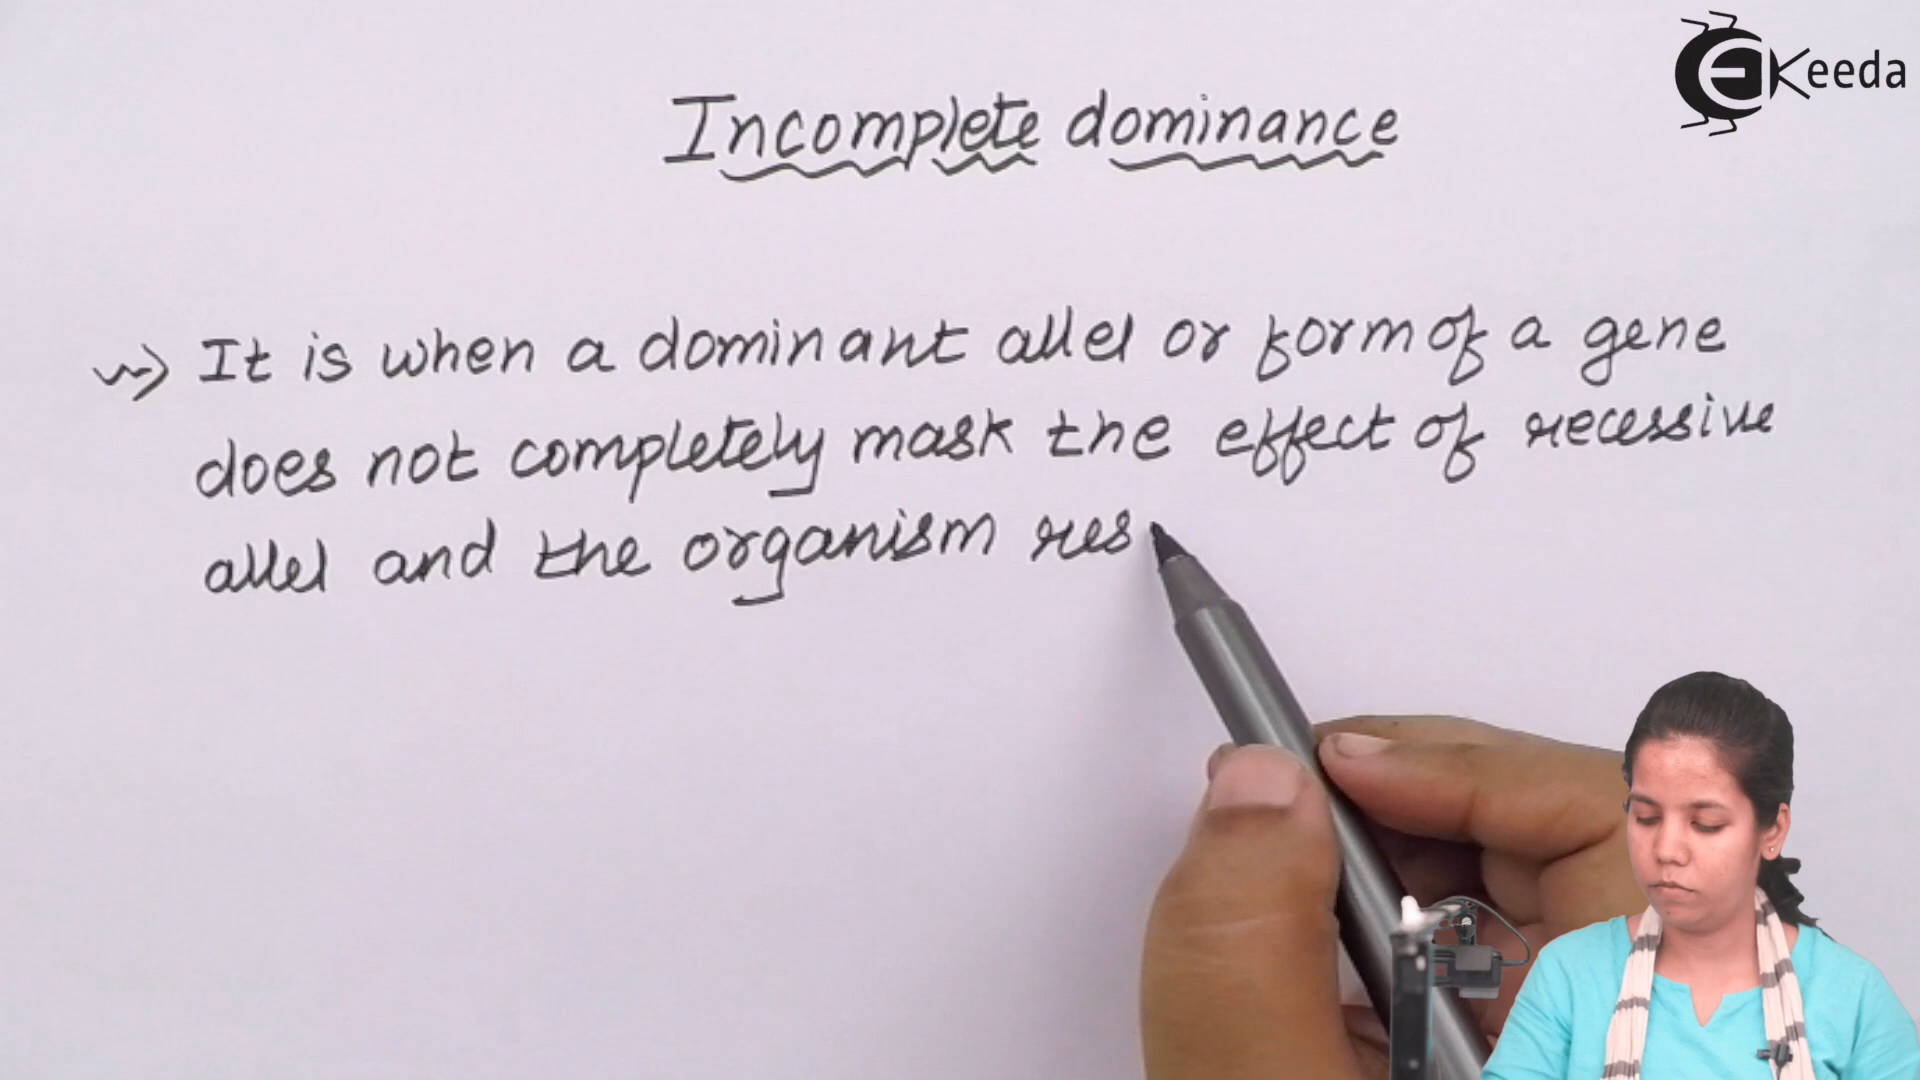 Keeda
Incomplete dominance
It is when a dominant allel or form of a gene
does not completely mask the effect of recessive
allel and the organism res